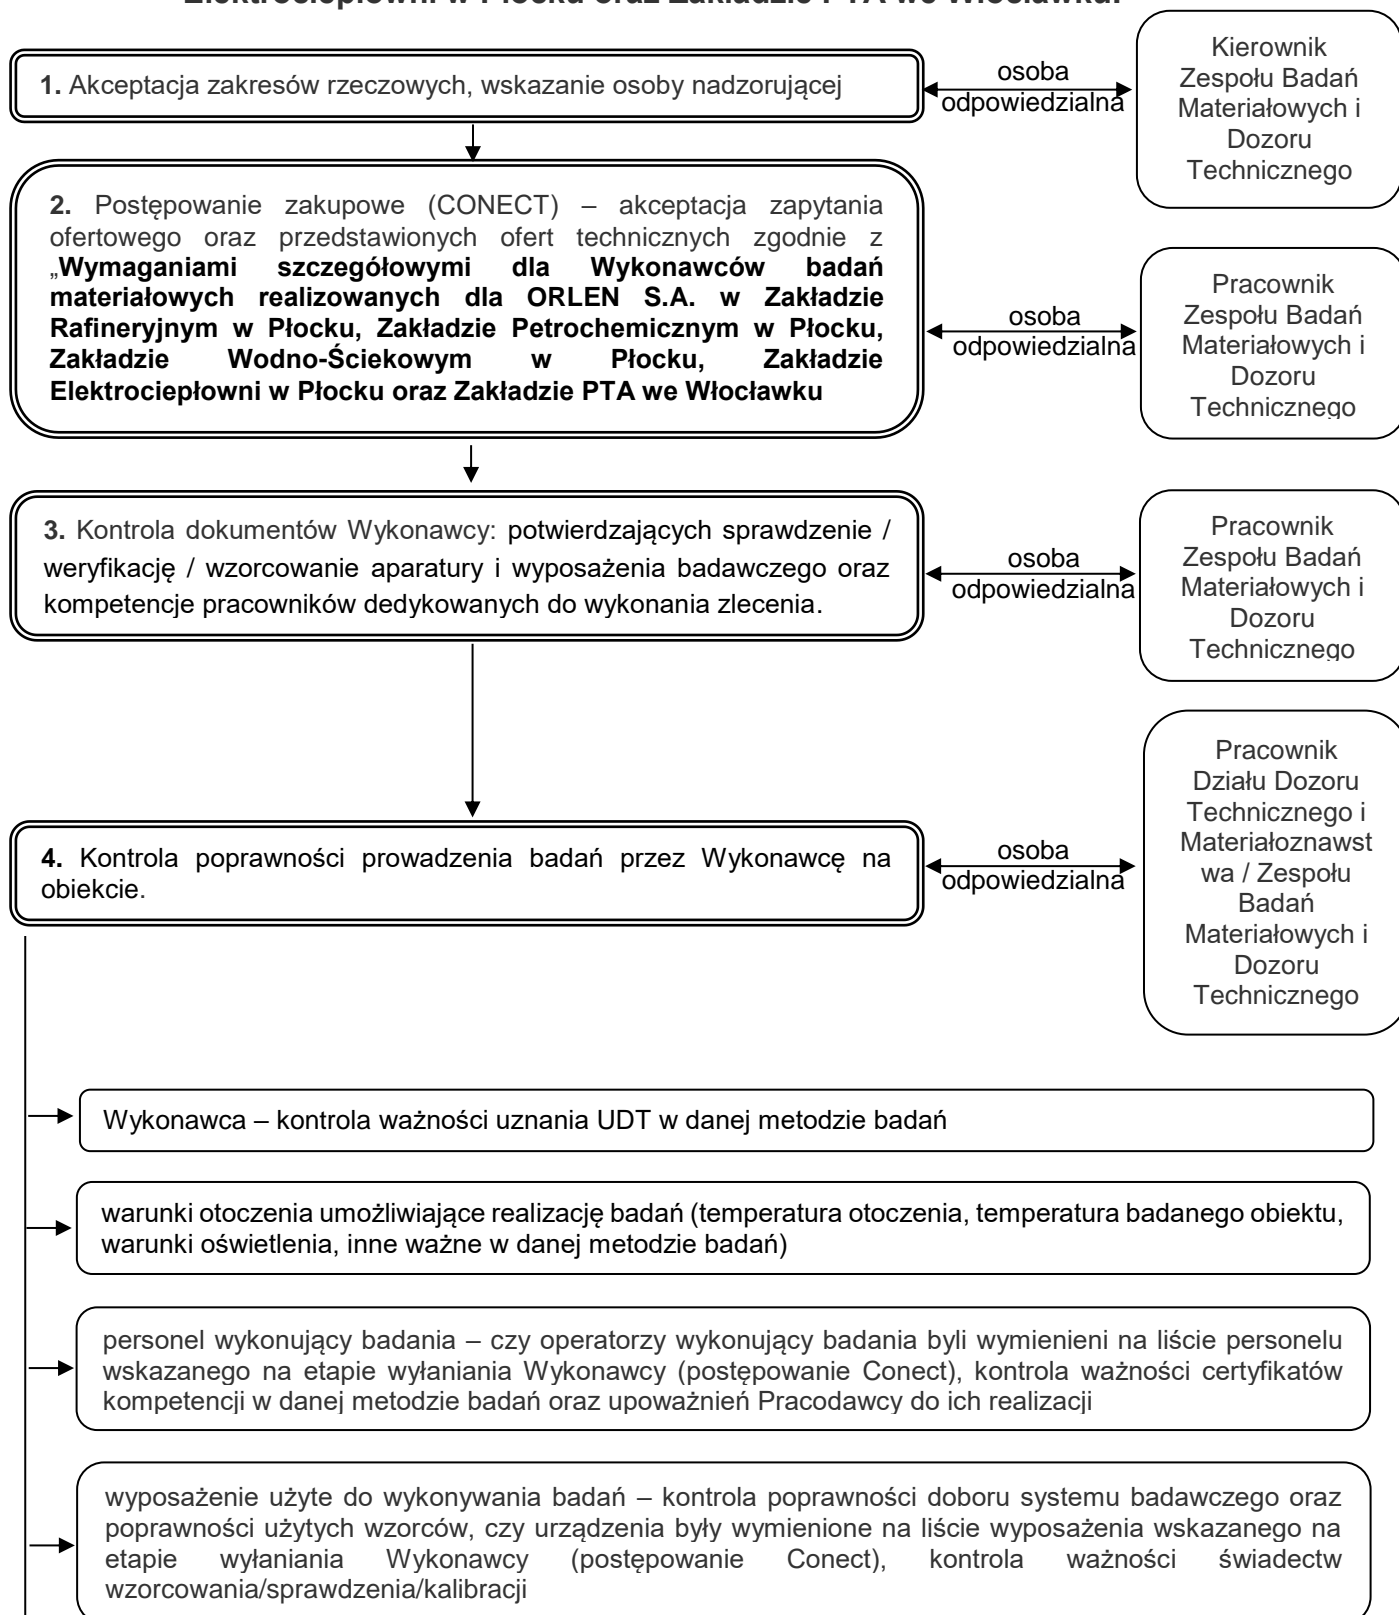 Elektrociepłowni w Płocku oraz Zakładzie PTA we Włocławku.
1. Akceptacja zakresów rzeczowych, wskazanie osoby nadzorującej
osoba
odpowiedzialna
Kierownik
Zespołu Badań
Materiałowych i
Dozoru
Technicznego
2. Postępowanie zakupowe (CONECT) – akceptacja zapytania
ofertowego oraz przedstawionych ofert technicznych zgodnie z
„Wymaganiami szczegółowymi dla Wykonawców badań
materiałowych realizowanych dla ORLEN S.A. w Zakładzie
Rafineryjnym w Płocku, Zakładzie Petrochemicznym w Płocku,
Zakładzie Wodno-Ściekowym w Płocku, Zakładzie
Elektrociepłowni w Płocku oraz Zakładzie PTA we Włocławku
osoba
odpowiedzialna
Pracownik
Zespołu Badań
Materiałowych i
Dozoru
Technicznego
3. Kontrola dokumentów Wykonawcy: potwierdzających sprawdzenie /
weryfikację / wzorcowanie aparatury i wyposażenia badawczego oraz
kompetencje pracowników dedykowanych do wykonania zlecenia.
osoba
odpowiedzialna
Pracownik
Zespołu Badań
Materiałowych i
Dozoru
Technicznego
4. Kontrola poprawności prowadzenia badań przez Wykonawcę na
obiekcie.
osoba
odpowiedzialna
Pracownik
Działu Dozoru
Technicznego i
Materiałoznawst
wa / Zespołu
Badań
Materiałowych i
Dozoru
Technicznego
Wykonawca – kontrola ważności uznania UDT w danej metodzie badań
warunki otoczenia umożliwiające realizację badań (temperatura otoczenia, temperatura badanego obiektu,
warunki oświetlenia, inne ważne w danej metodzie badań)
personel wykonujący badania – czy operatorzy wykonujący badania byli wymienieni na liście personelu
wskazanego na etapie wyłaniania Wykonawcy (postępowanie Conect), kontrola ważności certyfikatów
kompetencji w danej metodzie badań oraz upoważnień Pracodawcy do ich realizacji
wyposażenie użyte do wykonywania badań – kontrola poprawności doboru systemu badawczego oraz
poprawności użytych wzorców, czy urządzenia były wymienione na liście wyposażenia wskazanego na
etapie wyłaniania Wykonawcy (postępowanie Conect), kontrola ważności świadectw
wzorcowania/sprawdzenia/kalibracji